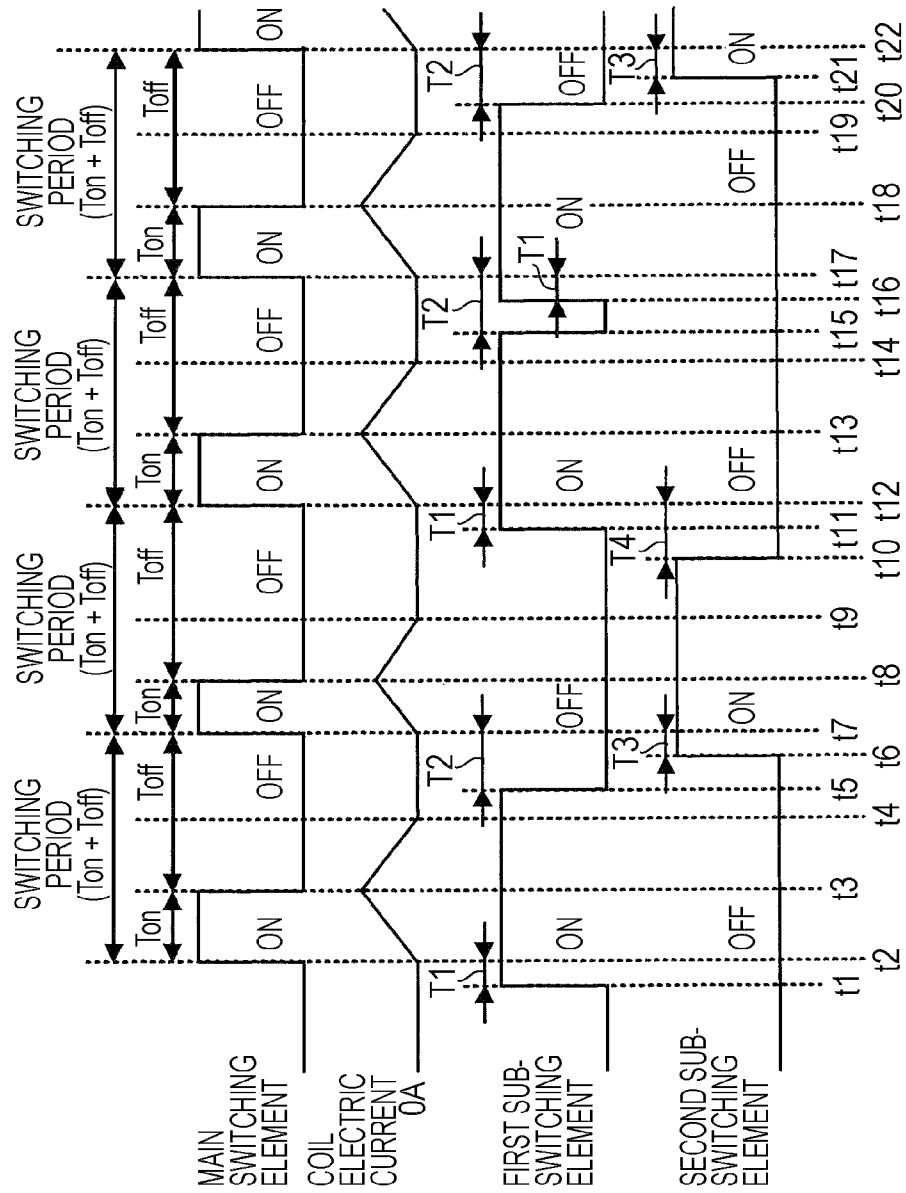 SWITCHING
PERIOD
(Ton + Toff)
SWITCHING
PERIOD
(Ton + Toff)
SWITCHING
PERIOD
(Ton + Toff)
SWITCHING
PERIOD
(Ton + Toff)
Ton
Toff
Ton
Toff
Ton
Toff
Ton
Toff
MAIN
SWITCHING
ELEMENT
ON
OFF
ON
OFF
ON
OFF
ON
OFF
ON
COIL
ELECTRIC
CURRENT
0A
T1
T2
T1
T2
T1
T2
FIRST SUB-
SWITCHING
ELEMENT
ON
OFF
ON
ON
OFF
T3
T4
T3
SECOND SUB-
SWITCHING
ELEMENT
OFF
ON
OFF
OFF
ON
t1
t2
t3
t4
t5
t6
t7
t8
t9
t10
t11
t12
t13
t14
t15
t16
t17
t18
t19
t20
t21
t22